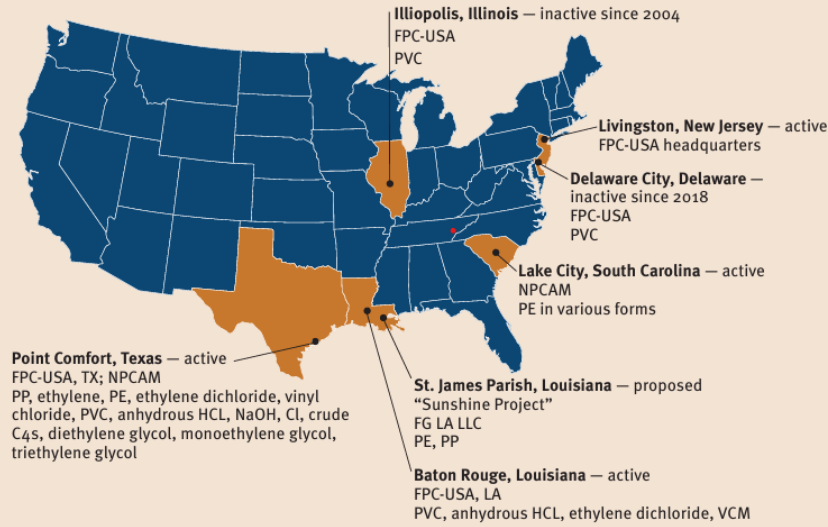 Illiopolis, Illinois — inactive since 2004
FPC-USA
PVC
Livingston, New Jersey — active
FPC-USA headquarters
Delaware City, Delaware —
inactive since 2018
FPC-USA
PVC
Lake City, South Carolina — active
NPCAM
PE in various forms
Point Comfort, Texas — active
FPC-USA, TX; NPCAM
PP, ethylene, PE, ethylene dichloride, vinyl
chloride, PVC, anhydrous HCL, NaOH, Cl, crude
C4s, diethylene glycol, monoethylene glycol,
triethylene glycol
St. James Parish, Louisiana — proposed
“Sunshine Project”
FG LA LLC
PE, PP
Baton Rouge, Louisiana — active
FPC-USA, LA
PVC, anhydrous HCL, ethylene dichloride, VCM